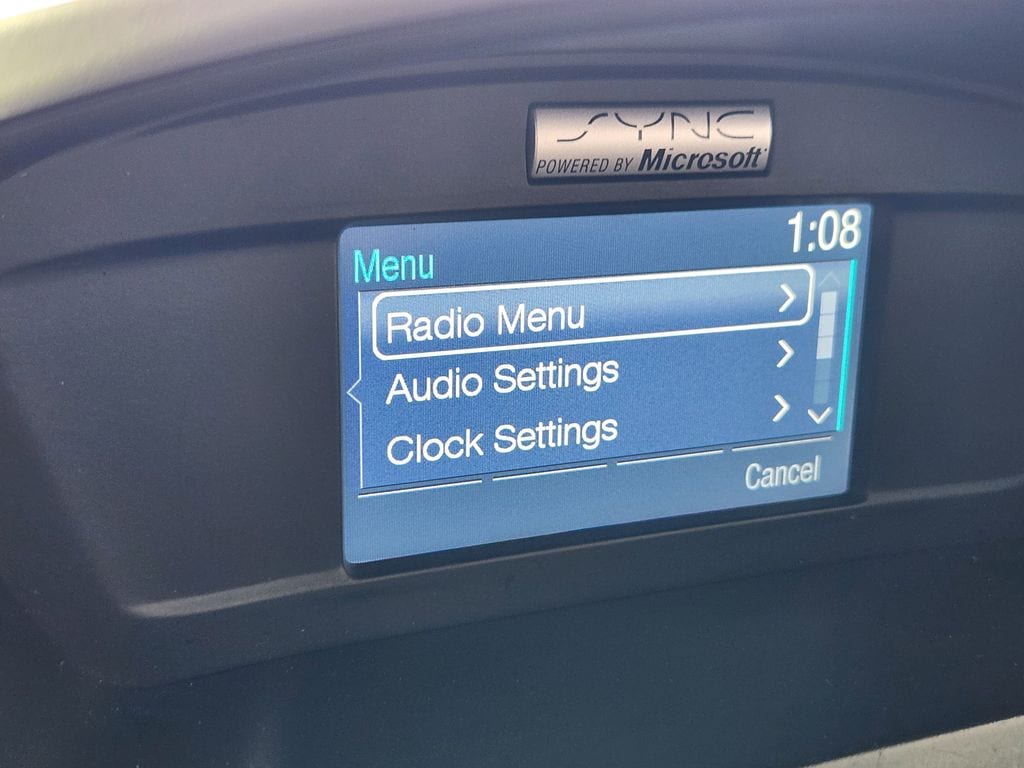 SYNC
POWERED BY Microsoft
1:08
Menu
Radio Menu
Audio Settings
Clock Settings
Cancel